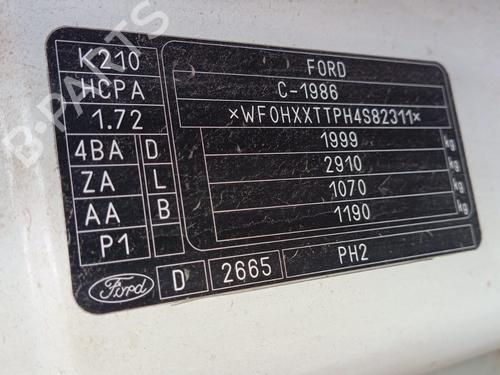 K210
HCPA
1.72
4BA D
ZA L
AA B
P1
FORD
C-1986
*WF0HXXTTPH4S82311*
1999 kg
2910 kg
1070 kg
1190 kg
Ford D 2665 PH2
B-PARTS